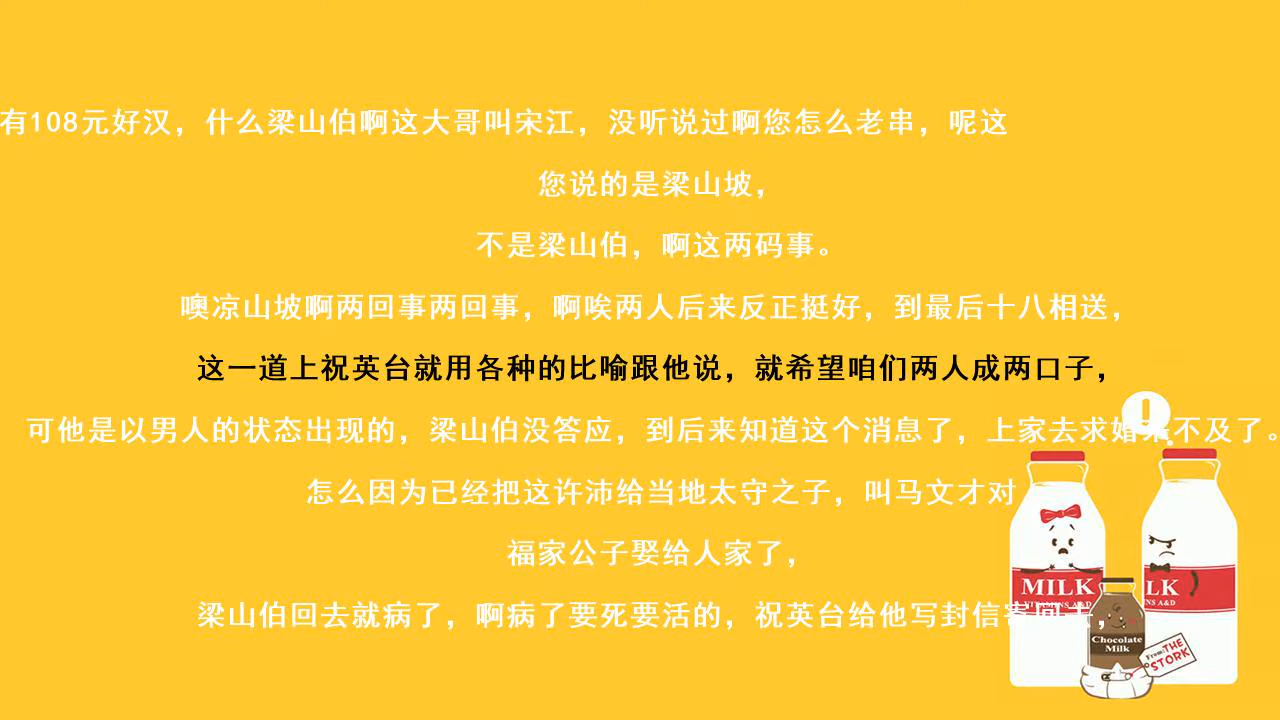 有108元好汉，什么梁山伯啊这大哥叫宋江，没听说过啊您怎么老串，呢这
您说的是梁山坡，
不是梁山伯，啊这两码事。
噢凉山坡啊两回事两回事，啊唉两人后来反正挺好，到最后十八相送，
这一道上祝英台就用各种的比喻跟他说，就希望咱们两人成两口子，
可他是以男人的状态出现的，梁山伯没答应，到后来知道这个消息了，上家去求婚来不及了。
怎么因为已经把这许沛给当地太守之子，叫马文才对
福家公子娶给人家了，
梁山伯回去就病了，啊病了要死要活的，祝英台给他写封信寄回去，
MILK
VITAMINS A&D
LK
NS A&D
Chocolate
Milk
From: THE
STORK